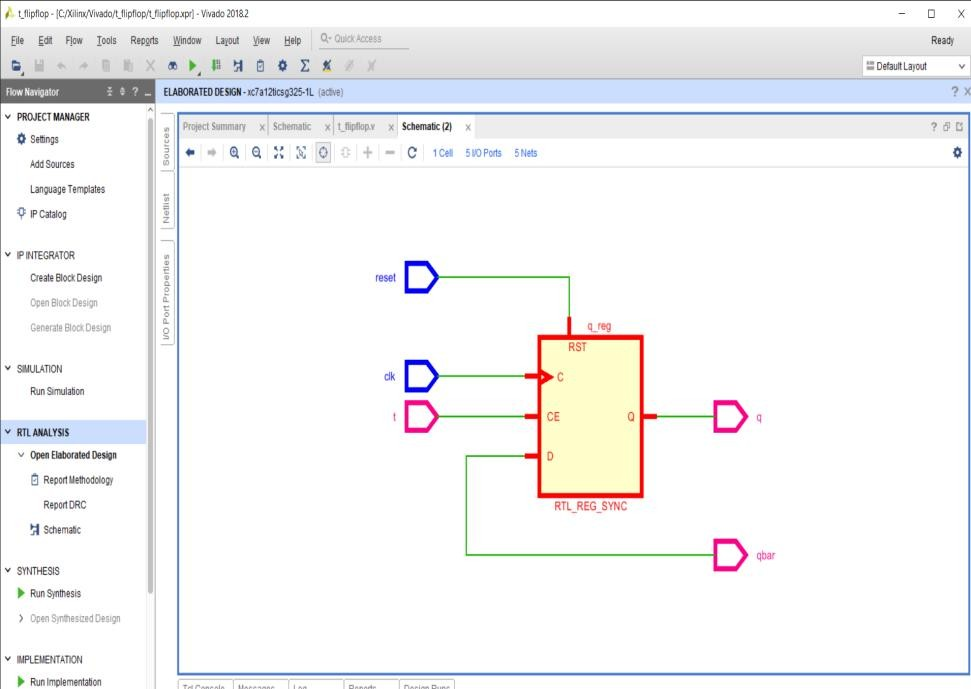 t_flipflop - [C:/Xilinx/Vivado/t_flipflop/t_flipflop.xpr] - Vivado 2018.2
File Edit Flow Tools Reports Window Layout View Help Quick Access Ready
Default Layout
Flow Navigator
PROJECT MANAGER
Settings
Add Sources
Language Templates
IP Catalog
IP INTEGRATOR
Create Block Design
Open Block Design
Generate Block Design
SIMULATION
Run Simulation
RTL ANALYSIS
Open Elaborated Design
Report Methodology
Report DRC
Schematic
SYNTHESIS
Run Synthesis
Open Synthesized Design
IMPLEMENTATION
Run Implementation
ELABORATED DESIGN - xc7a12ticsg325-1L (active)
Sources
Netlist
I/O Port Properties
Project Summary Schematic t_flipflop.v Schematic (2)
1 Cell 5 I/O Ports 5 Nets
reset
q_reg
RST
clk C
t CE Q q
D
RTL_REG_SYNC
qbar
Tcl Console Messages Log Reports Design Runs